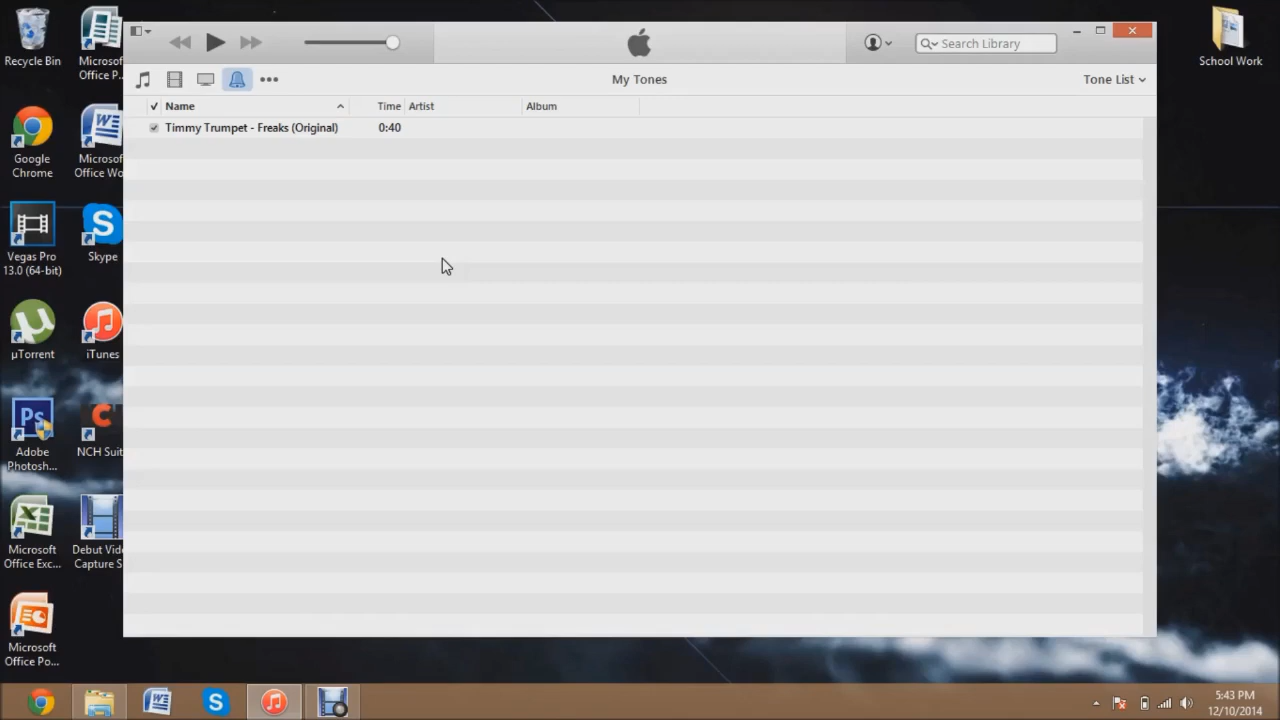 Recycle Bin
Microsof
Office P...
Google
Chrome
Microsof
Office Wo
Vegas Pro
13.0 (64-bit)
Skype
µTorrent
iTunes
Adobe
Photosh...
NCH Suit
Microsoft
Office Exc...
Debut Vid
Capture S
Microsoft
Office Po...
School Work
Search Library
My Tones
Tone List
Name
Time
Artist
Album
Timmy Trumpet - Freaks (Original)
0:40
5:43 PM
12/10/2014